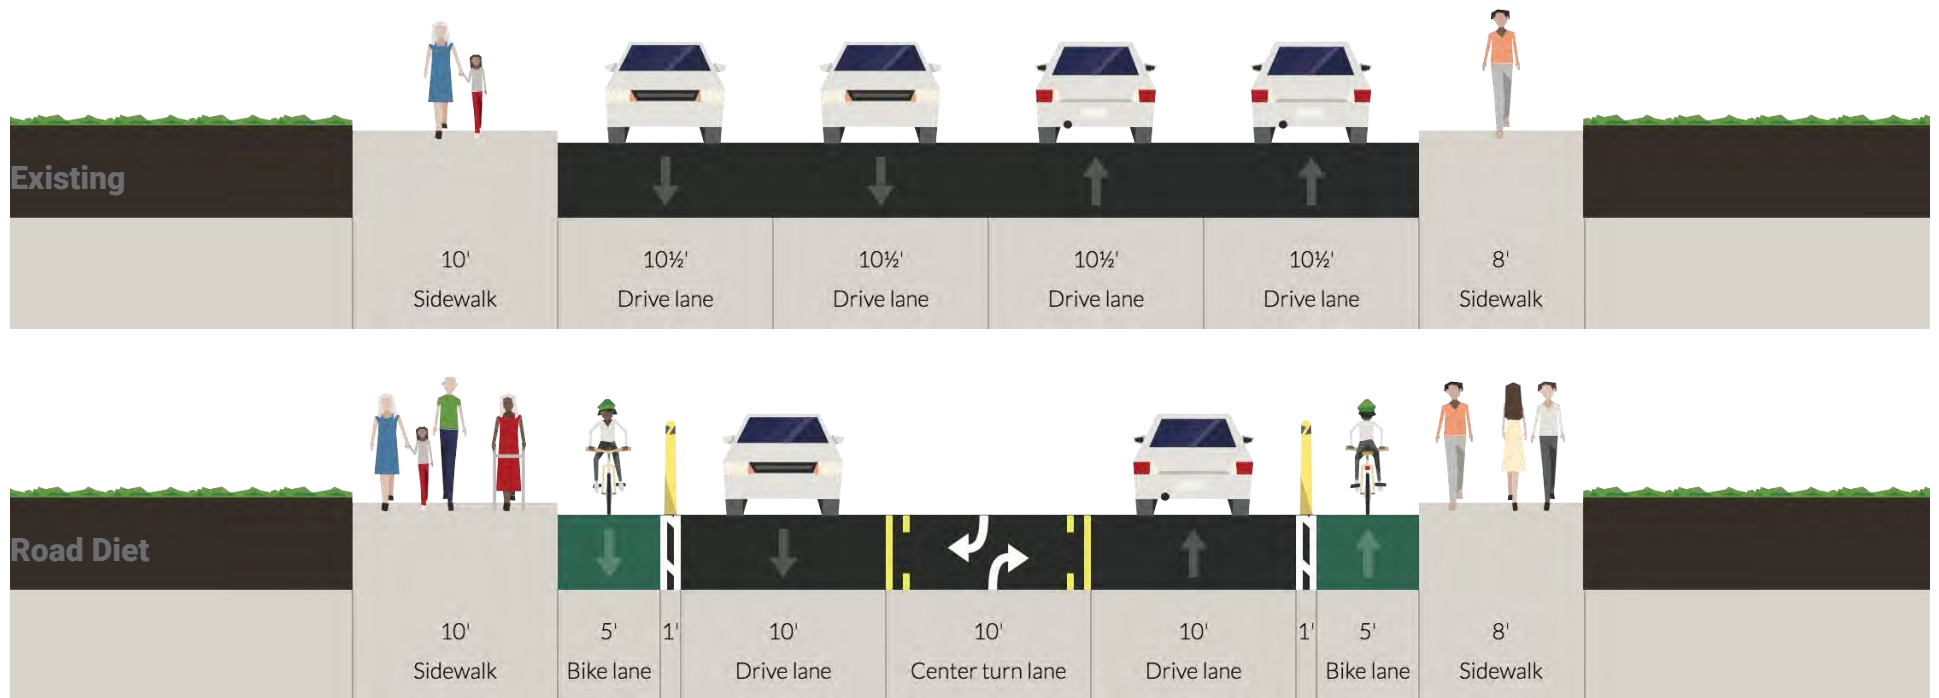 Existing
10' 10½' 10½' 10½' 10½' 8'
Sidewalk Drive lane Drive lane Drive lane Drive lane Sidewalk
Road Diet
10' 5' 1' 10' 10' 10' 1' 5' 8'
Sidewalk Bike lane Drive lane Center turn lane Drive lane Bike lane Sidewalk